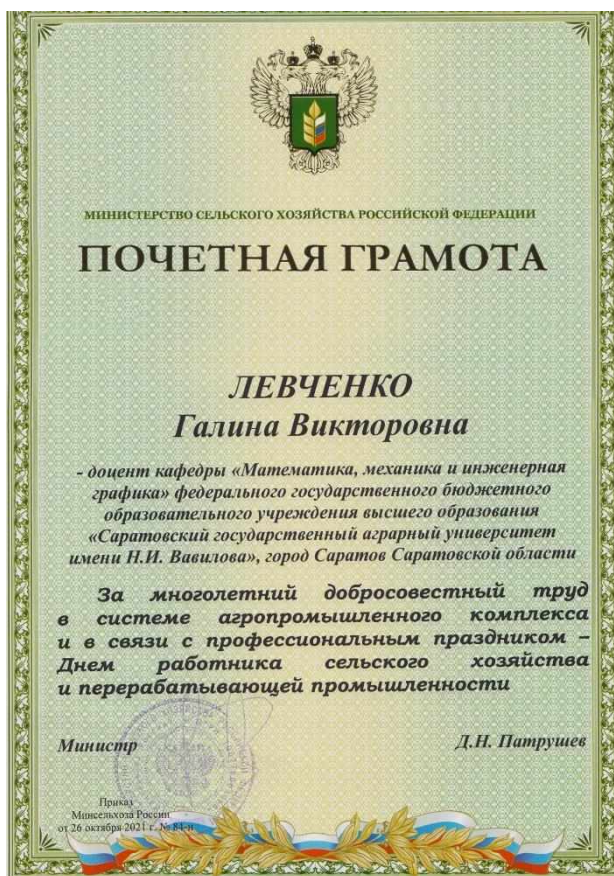 МИНИСТЕРСТВО СЕЛЬСКОГО ХОЗЯЙСТВА РОССИЙСКОЙ ФЕДЕРАЦИИ
ПОЧЕТНАЯ ГРАМОТА
ЛЕВЧЕНКО
Галина Викторовна
- доцент кафедры «Математика, механика и инженерная
графика» федерального государственного бюджетного
образовательного учреждения высшего образования
«Саратовский государственный аграрный университет
имени Н.И. Вавилова», город Саратов Саратовской области
За многолетний добросовестный труд
в системе агропромышленного комплекса
и в связи с профессиональным праздником –
Днем работника сельского хозяйства
и перерабатывающей промышленности
Министр Д.Н. Патрушев
Приказ
Минсельхоза России
от 26 октября 2021 г. № 84-н